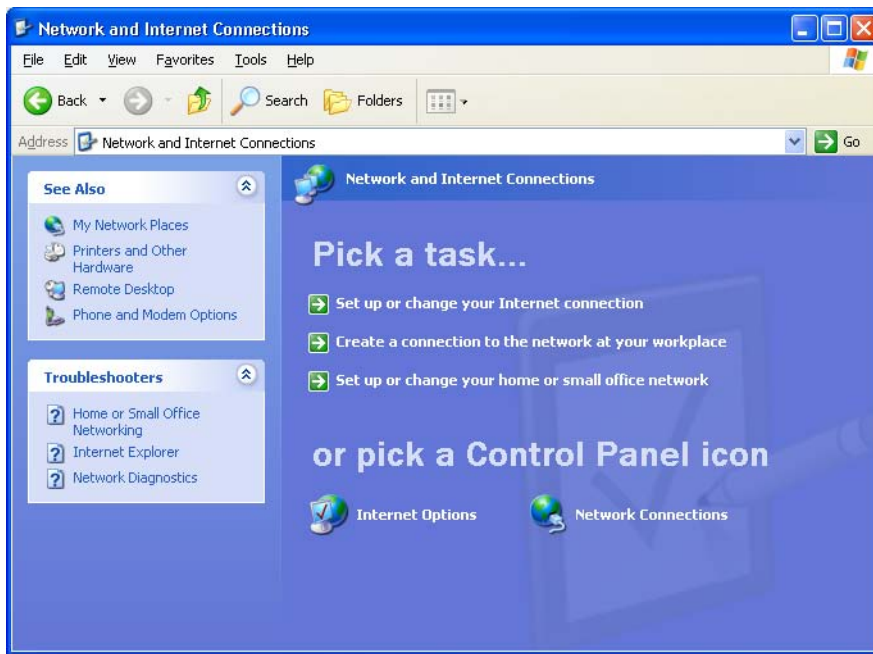 Network and Internet Connections
File Edit View Favorites Tools Help
Back Search Folders
Address Network and Internet Connections Go
See Also
My Network Places
Printers and Other
Hardware
Remote Desktop
Phone and Modem Options
Troubleshooters
Home or Small Office
Networking
Internet Explorer
Network Diagnostics
Network and Internet Connections
Pick a task...
Set up or change your Internet connection
Create a connection to the network at your workplace
Set up or change your home or small office network
or pick a Control Panel icon
Internet Options Network Connections